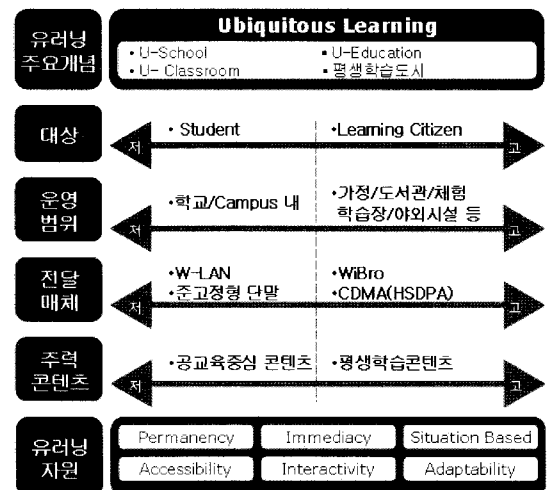 유러닝
주요개념
Ubiquitous Learning
• U-School
• U- Classroom
• U-Education
• 평생학습도시
대상
저
• Student
•Learning Citizen
고
운영
범위
저
•학교/Campus 내
•가정/도서관/체험
학습장/야외시설 등
고
전달
매체
저
•W-LAN
•준고정형 단말
•WiBro
•CDMA(HSDPA)
고
주력
콘텐츠
저
•공교육중심 콘텐츠
•평생학습콘텐츠
고
유러닝
자원
Permanency
Immediacy
Situation Based
Accessibility
Interactivity
Adaptability